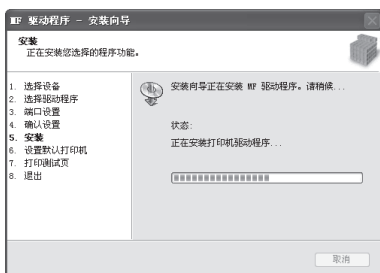 MF 驱动程序 - 安装向导
安装
正在安装您选择的程序功能。
1. 选择设备
2. 选择驱动程序
3. 端口设置
4. 确认设置
5. 安装
6. 设置默认打印机
7. 打印测试页
8. 退出
安装向导正在安装 MF 驱动程序。请稍候...
状态:
正在安装打印机驱动程序...
取消